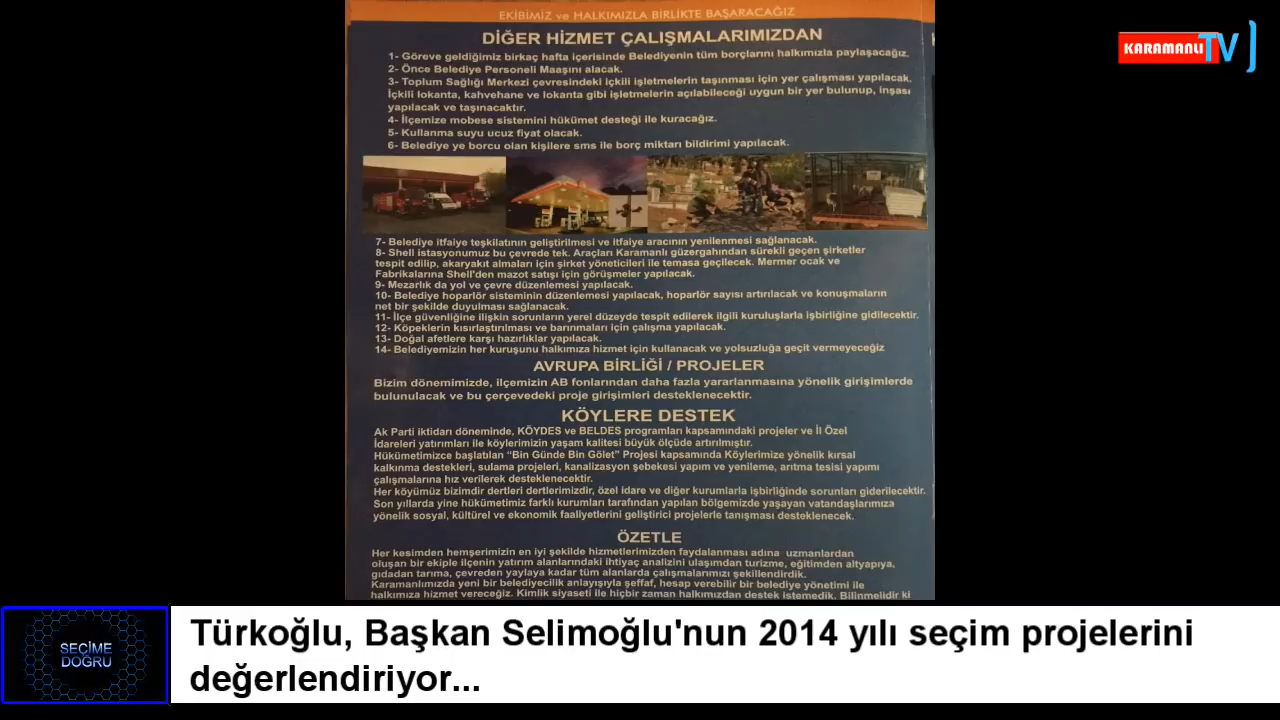 EKİBİMİZ ve HALKIMIZLA BİRLİKTE BAŞARACAĞIZ
KARAMANLI TV
DİĞER HİZMET ÇALIŞMALARIMIZDAN
1- Göreve geldiğimiz birkaç hafta içerisinde Belediyenin tüm borçlarını halkımızla paylaşacağız.
2- Önce Belediye Personeli Maaşını alacak.
3- Toplum Sağlığı Merkezi çevresindeki içkili işletmelerin taşınması için yer çalışması yapılacak.
İçkili lokanta, kahvehane ve lokanta gibi işletmelerin açılabileceği uygun bir yer bulunup, inşası
yapılacak ve taşınacaktır.
4- İlçemize mobese sistemini hükümet desteği ile kuracağız.
5- Kullanma suyu ucuz fiyat olacak.
6- Belediye ye borcu olan kişilere sms ile borç miktarı bildirimi yapılacak.
7- Belediye itfaiye teşkilatının geliştirilmesi ve itfaiye aracının yenilenmesi sağlanacak.
8- Shell istasyonumuz bu çevrede tek. Araçları Karamanlı güzergahından sürekli geçen şirketler
tespit edilip, akaryakıt almaları için şirket yöneticileri ile temasa geçilecek. Mermer ocak ve
Fabrikalarına Shell'den mazot satışı için görüşmeler yapılacak.
9- Mezarlık da yol ve çevre düzenlemesi yapılacak.
10- Belediye hoparlör sisteminin düzenlemesi yapılacak, hoparlör sayısı artırılacak ve konuşmaların
net bir şekilde duyulması sağlanacak.
11- İlçe güvenliğine ilişkin sorunların yerel düzeyde tespit edilerek ilgili kuruluşlarla işbirliğine gidilecektir.
12- Köpeklerin kısırlaştırılması ve barınmaları için çalışma yapılacak.
13- Doğal afetlere karşı hazırlıklar yapılacak.
14- Belediyemizin her kuruşunu halkımıza hizmet için kullanacak ve yolsuzluğa geçit vermeyeceğiz
AVRUPA BİRLİĞİ / PROJELER
Bizim dönemimizde, ilçemizin AB fonlarından daha fazla yararlanmasına yönelik girişimlerde
bulunulacak ve bu çerçevedeki proje girişimleri desteklenecektir.
KÖYLERE DESTEK
Ak Parti iktidarı döneminde, KÖYDES ve BELDES programları kapsamındaki projeler ve İl Özel
İdareleri yatırımları ile köylerimizin yaşam kalitesi büyük ölçüde artırılmıştır.
Hükümetimizce başlatılan “Bin Günde Bin Gölet” Projesi kapsamında Köylerimize yönelik kırsal
kalkınma destekleri, sulama projeleri, kanalizasyon şebekesi yapım ve yenileme, arıtma tesisi yapımı
çalışmalarına hız verilerek desteklenecektir.
Her köyümüz bizimdir dertleri dertlerimizdir, özel idare ve diğer kurumlarla işbirliğinde sorunları giderilecektir.
Son yıllarda yine hükümetimiz farklı kurumları tarafından yapılan bölgemizde yaşayan vatandaşlarımıza
yönelik sosyal, kültürel ve ekonomik faaliyetlerini geliştirici projelerle tanışması desteklenecek.
ÖZETLE
Her kesimden hemşerimizin en iyi şekilde hizmetlerimizden faydalanması adına uzmanlardan
oluşan bir ekiple ilçenin yatırım alanlarındaki ihtiyaç analizini ulaşımdan turizme, eğitimden altyapıya,
gıdadan tarıma, çevreden yaylaya kadar tüm alanlarda çalışmalarımızı şekillendirdik.
Karamanlımızda yeni bir belediyecilik anlayışıyla şeffaf, hesap verebilir bir belediye yönetimi ile
halkımıza hizmet vereceğiz. Kimlik siyaseti ile hiçbir zaman halkımızdan destek istemedik. Bilinmelidir ki
SEÇİME
DOĞRU
Türkoğlu, Başkan Selimoğlu'nun 2014 yılı seçim projelerini
değerlendiriyor...